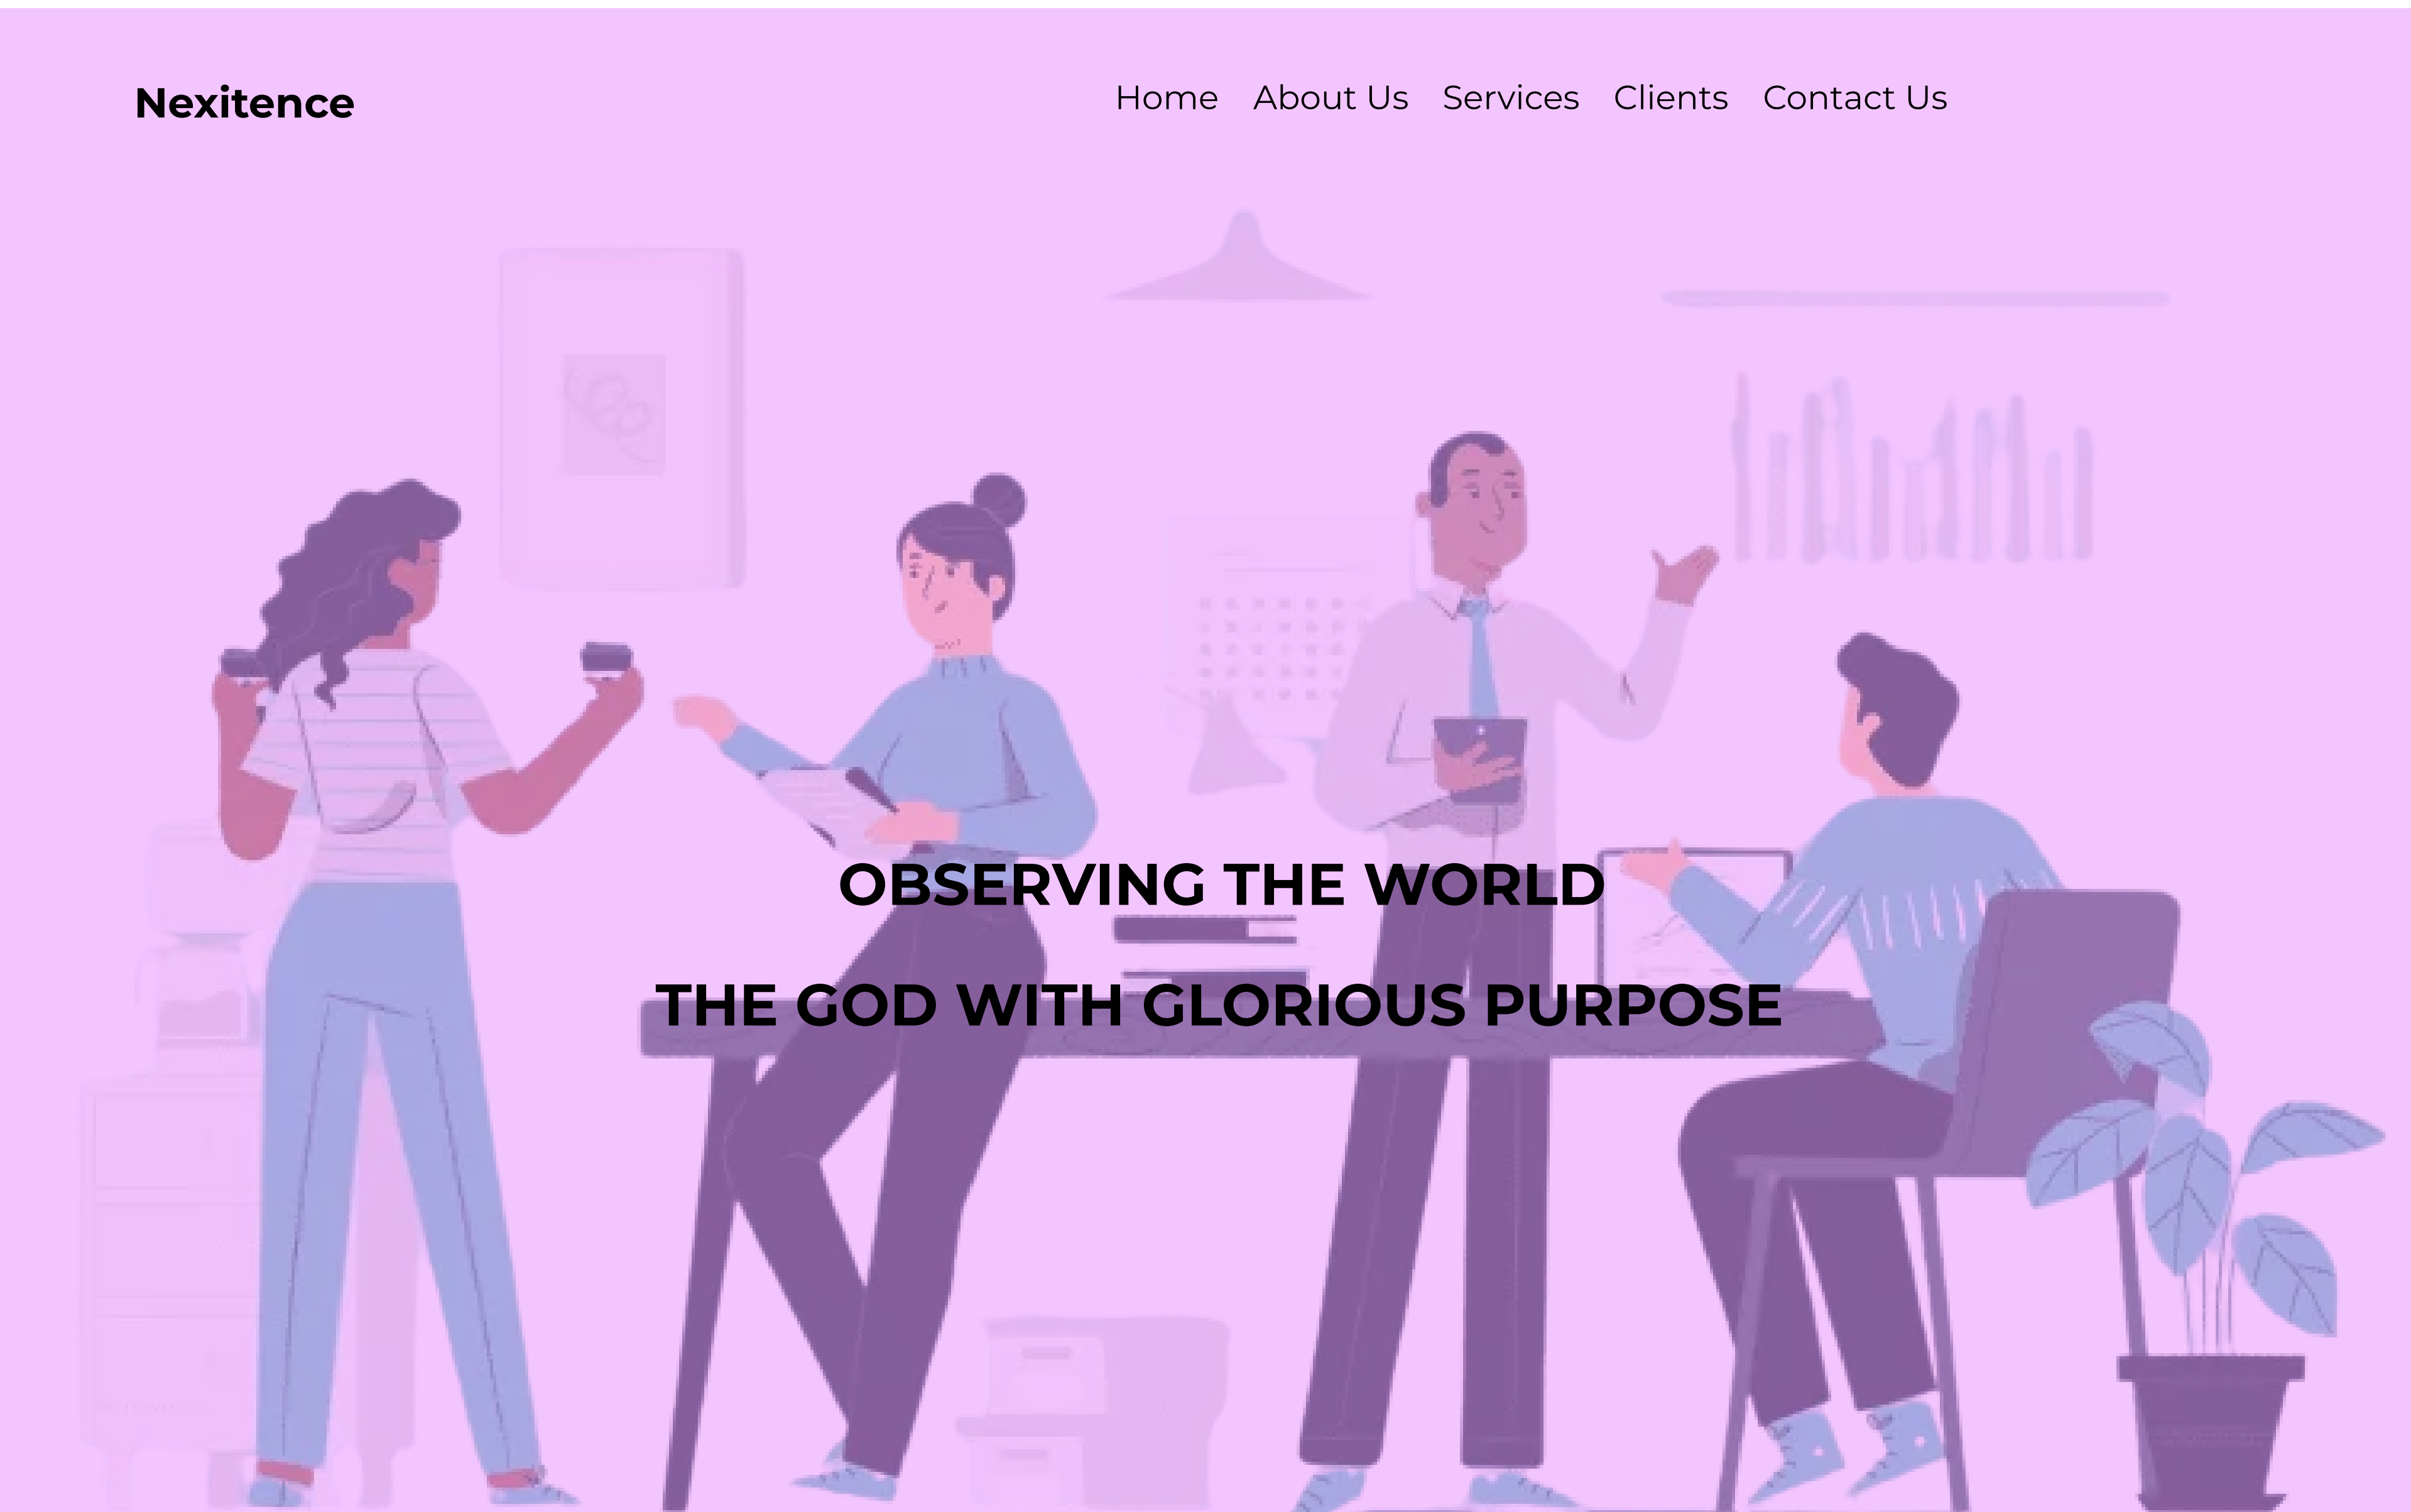 Nexitence
Home About Us Services Clients Contact Us
OBSERVING THE WORLD
THE GOD WITH GLORIOUS PURPOSE